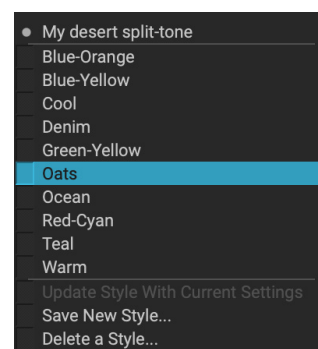 My desert split-tone
Blue-Orange
Blue-Yellow
Cool
Denim
Green-Yellow
Oats
Ocean
Red-Cyan
Teal
Warm
Update Style With Current Settings
Save New Style...
Delete a Style...